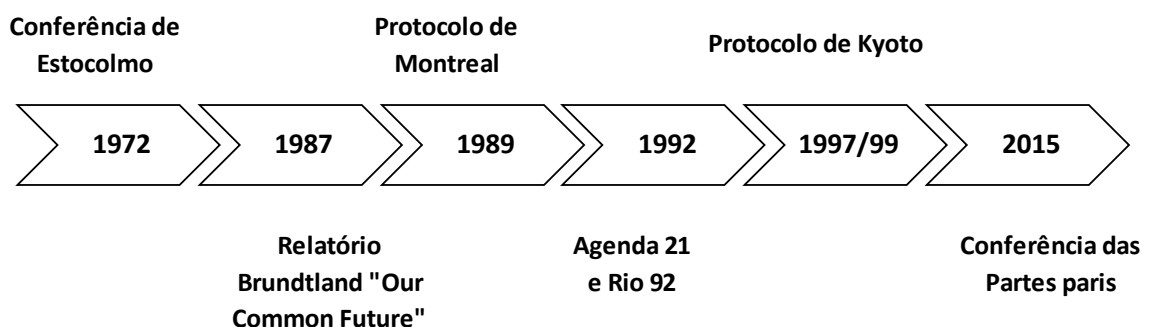 Conferência de
Estocolmo
Protocolo de
Montreal
Protocolo de Kyoto
1972
1987
1989
1992
1997/99
2015
Relatório
Brundtland "Our
Common Future"
Agenda 21
e Rio 92
Conferência das
Partes paris